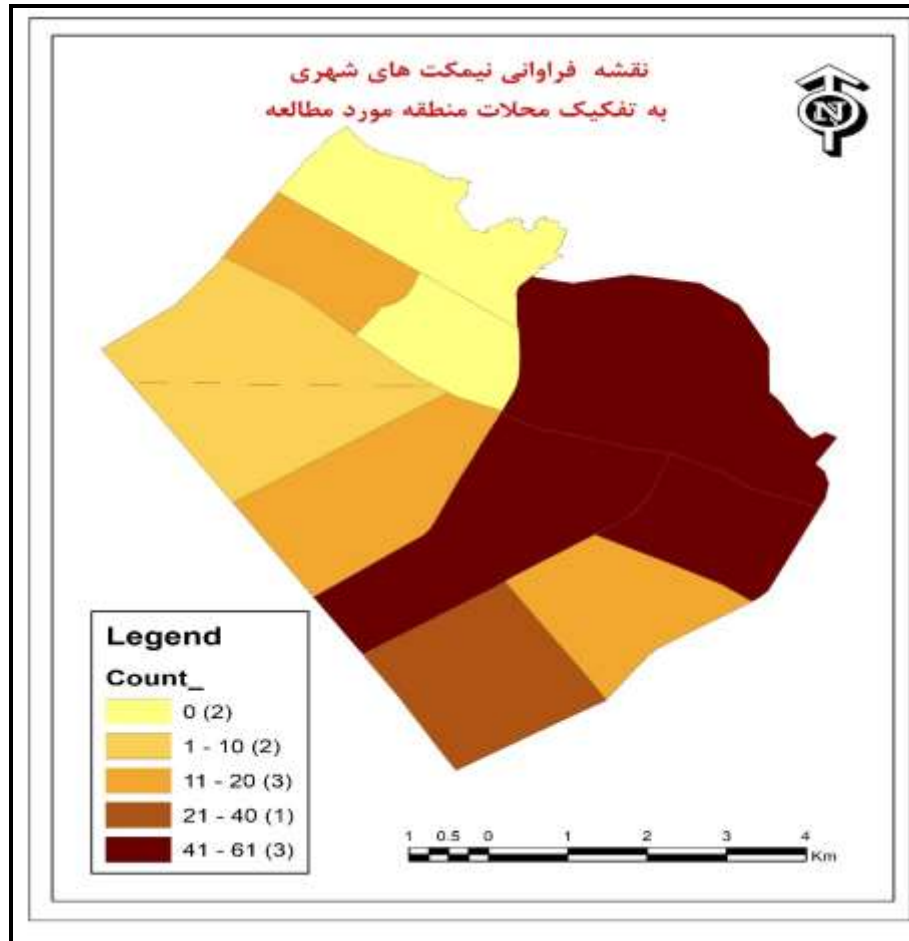 نقشه فراوانی نیمکت های شهری
به تفکیک محلات منطقه مورد مطالعه
N
Legend
Count_
0 (2)
1 - 10 (2)
11 - 20 (3)
21 - 40 (1)
41 - 61 (3)
1 0.5 0 1 2 3 4
Km